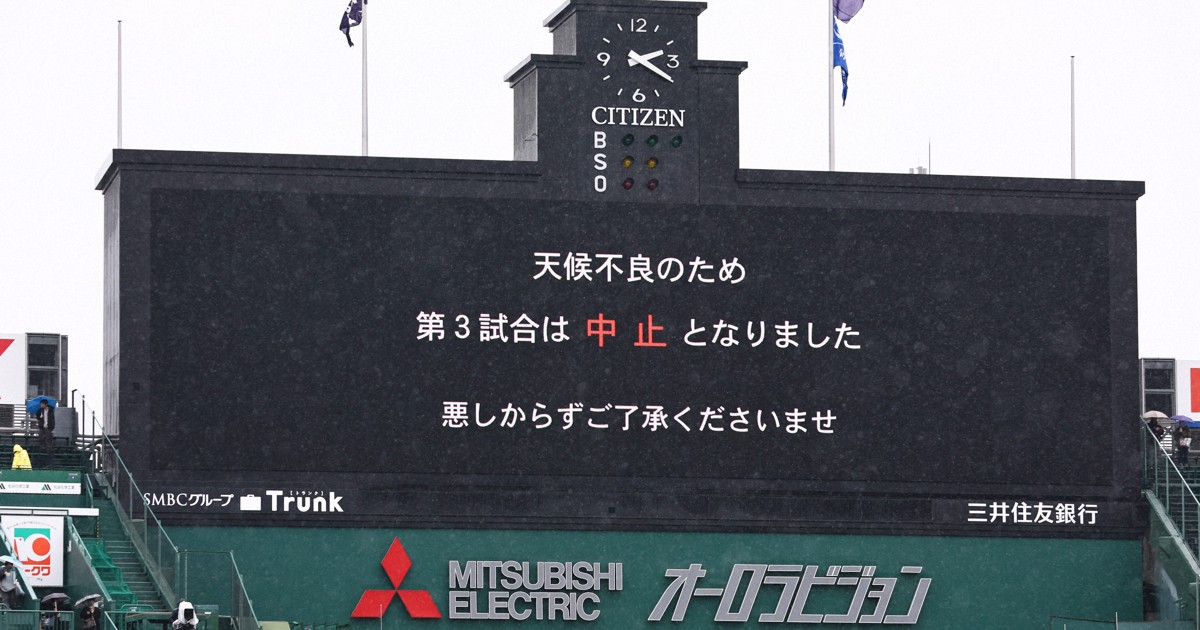 12
9 3
6
CITIZEN
B
S
O
天候不良のため
第3試合は 中止 となりました
悪しからずご了承くださいませ
SMBCグループ Trunk
三井住友銀行
MITSUBISHI
ELECTRIC
オーロラビジョン